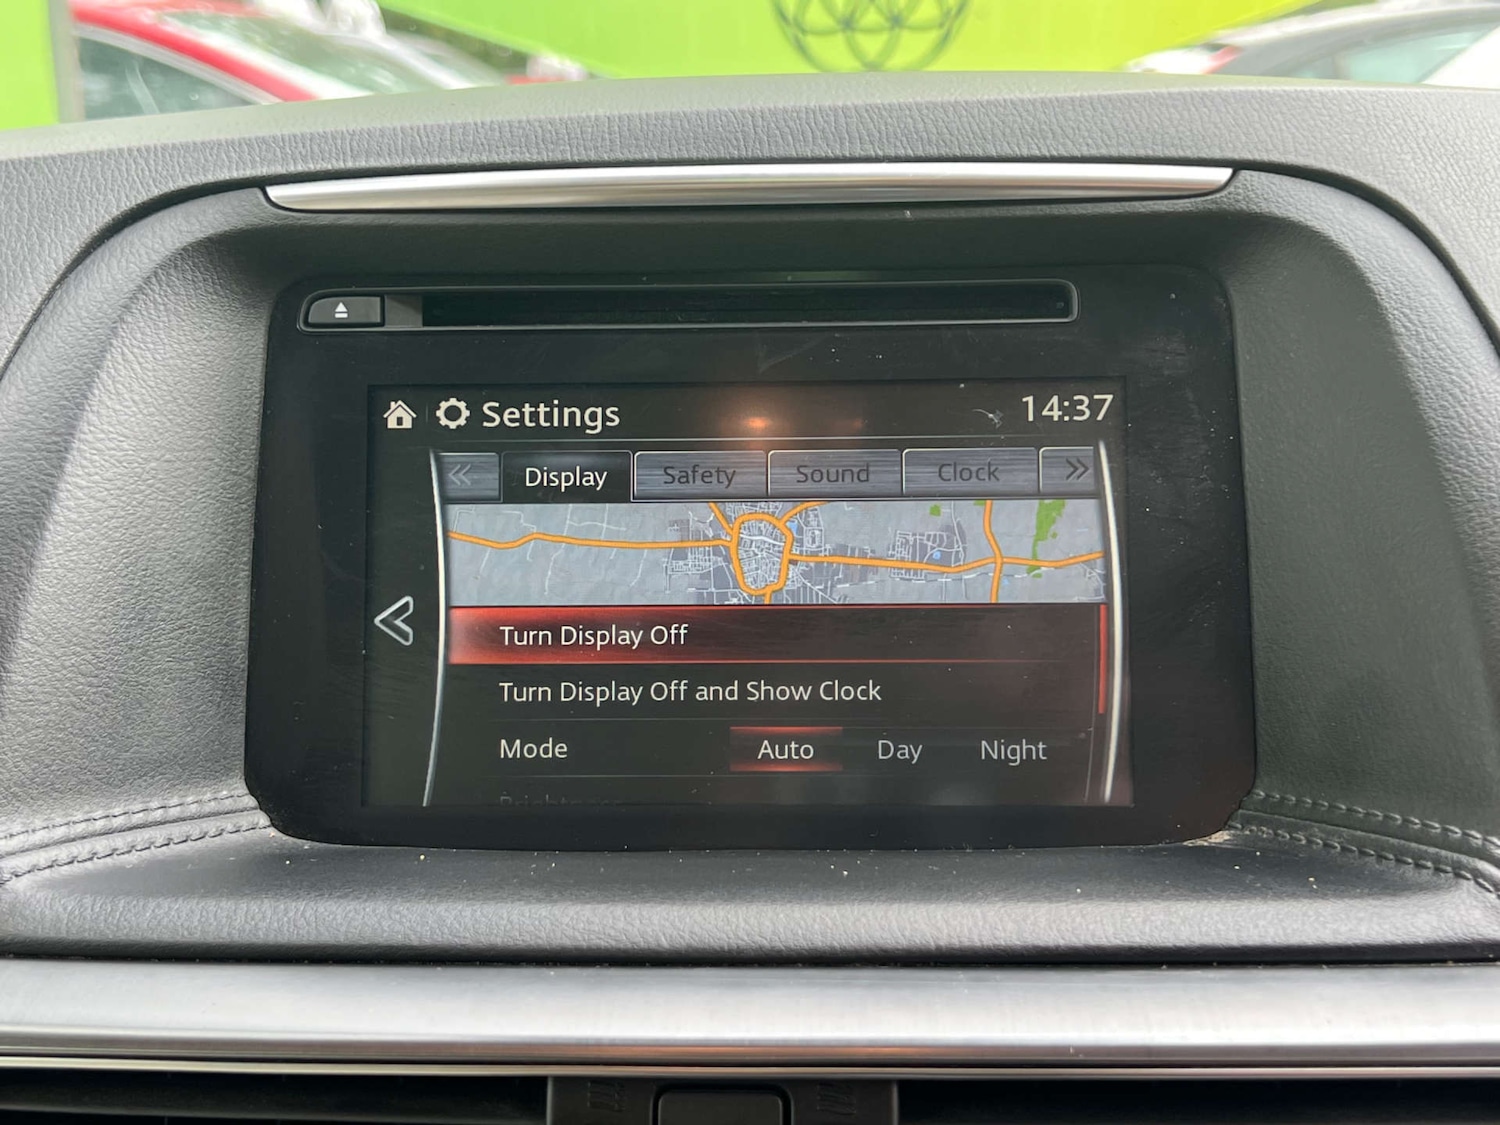 Settings 14:37
Display Safety Sound Clock
Turn Display Off
Turn Display Off and Show Clock
Mode Auto Day Night